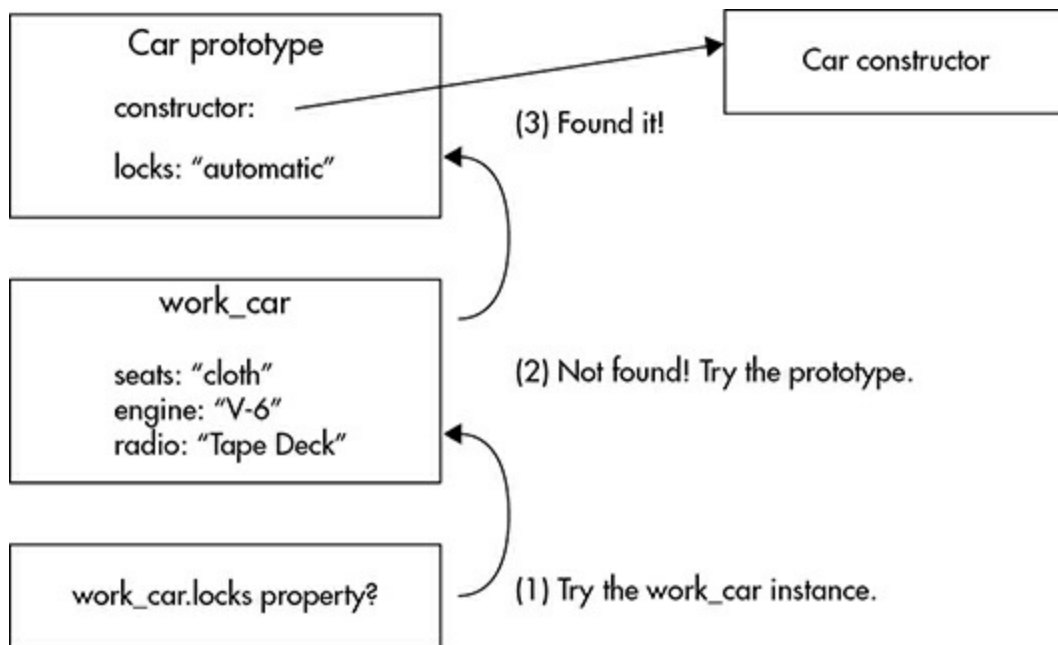 Car prototype
constructor:
locks: “automatic”
Car constructor
(3) Found it!
work_car
seats: “cloth”
engine: “V-6”
radio: “Tape Deck”
(2) Not found! Try the prototype.
work_car.locks property?
(1) Try the work_car instance.